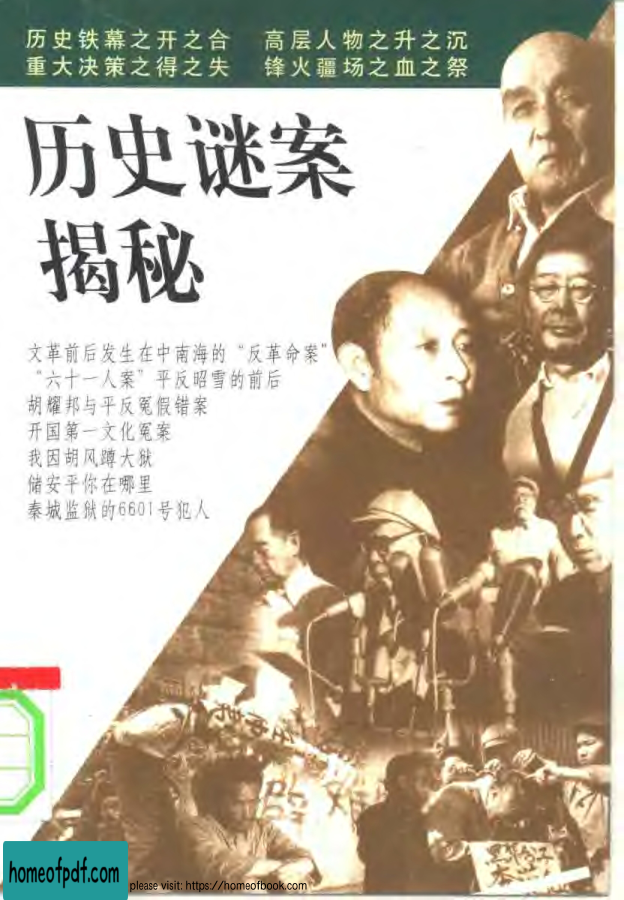 历史铁幕之开之合 高层人物之升之沉
重大决策之得之失 锋火疆场之血之祭
历史谜案
揭秘
文革前后发生在中南海的“反革命案”
“六十一人案”平反昭雪的前后
胡耀邦与平反冤假错案
开国第一文化冤案
我因胡风蹲大狱
储安平你在哪里
秦城监狱的6601号犯人
homeofpdf.com
please visit: https://homeofbook.com